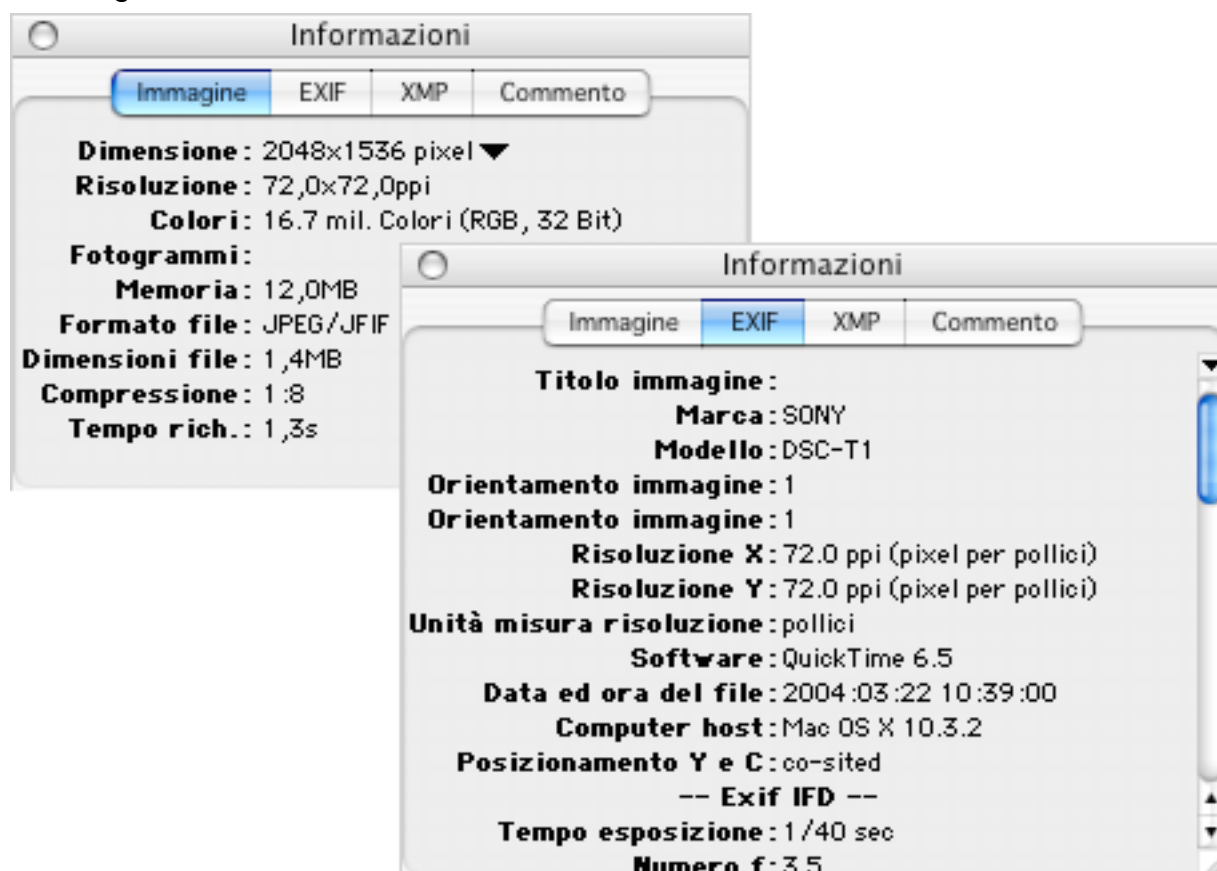 Informazioni
Immagine EXIF XMP Commento
Dimensione: 2048x1536 pixel
Risoluzione: 72,0x72,0ppi
Colori: 16.7 mil. Colori (RGB, 32 Bit)
Fotogrammi:
Memoria: 12,0MB
Formato file: JPEG/JFIF
Dimensioni file: 1,4MB
Compressione: 1:8
Tempo rich.: 1,3s
Informazioni
Immagine EXIF XMP Commento
Titolo immagine:
Marca: SONY
Modello: DSC-T1
Orientamento immagine: 1
Orientamento immagine: 1
Risoluzione X: 72.0 ppi (pixel per pollici)
Risoluzione Y: 72.0 ppi (pixel per pollici)
Unità misura risoluzione: pollici
Software: QuickTime 6.5
Data ed ora del file: 2004:03:22 10:39:00
Computer host: Mac OS X 10.3.2
Posizionamento Y e C: co-sited
-- Exif IFD --
Tempo esposizione: 1/40 sec
Numero f: 3.5